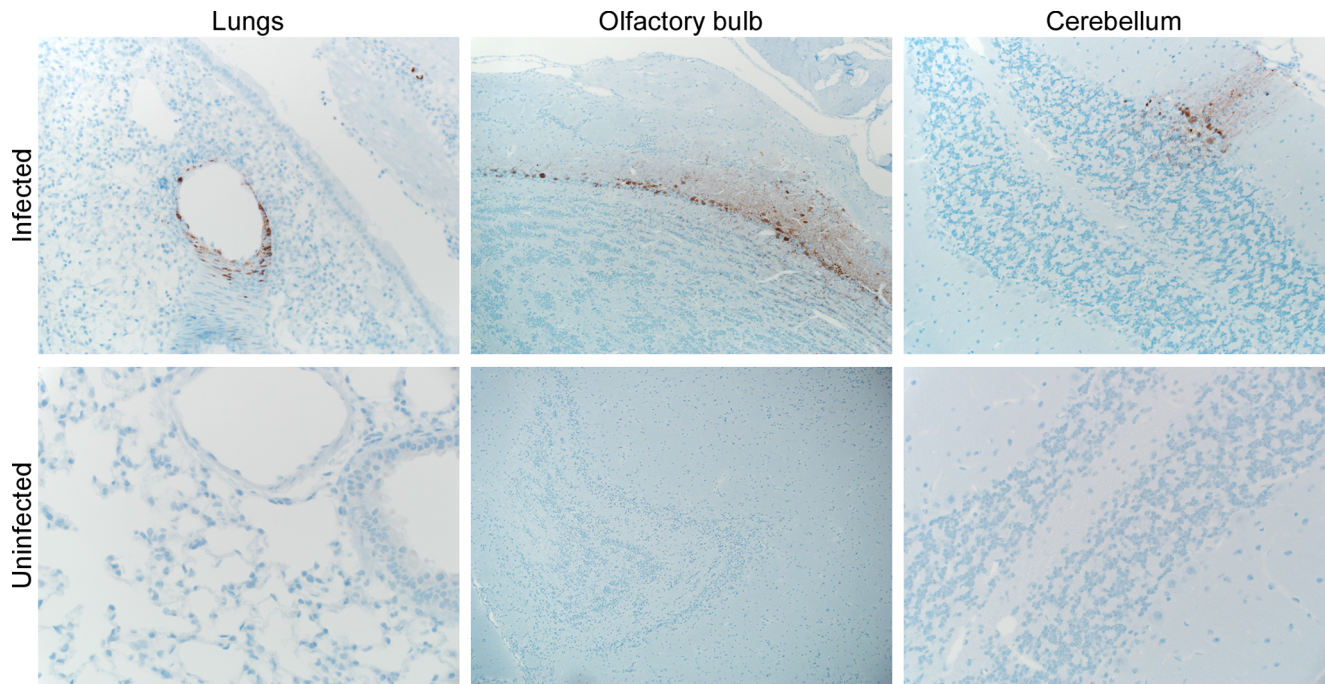 Lungs
Olfactory bulb
Cerebellum
Infected
Uninfected